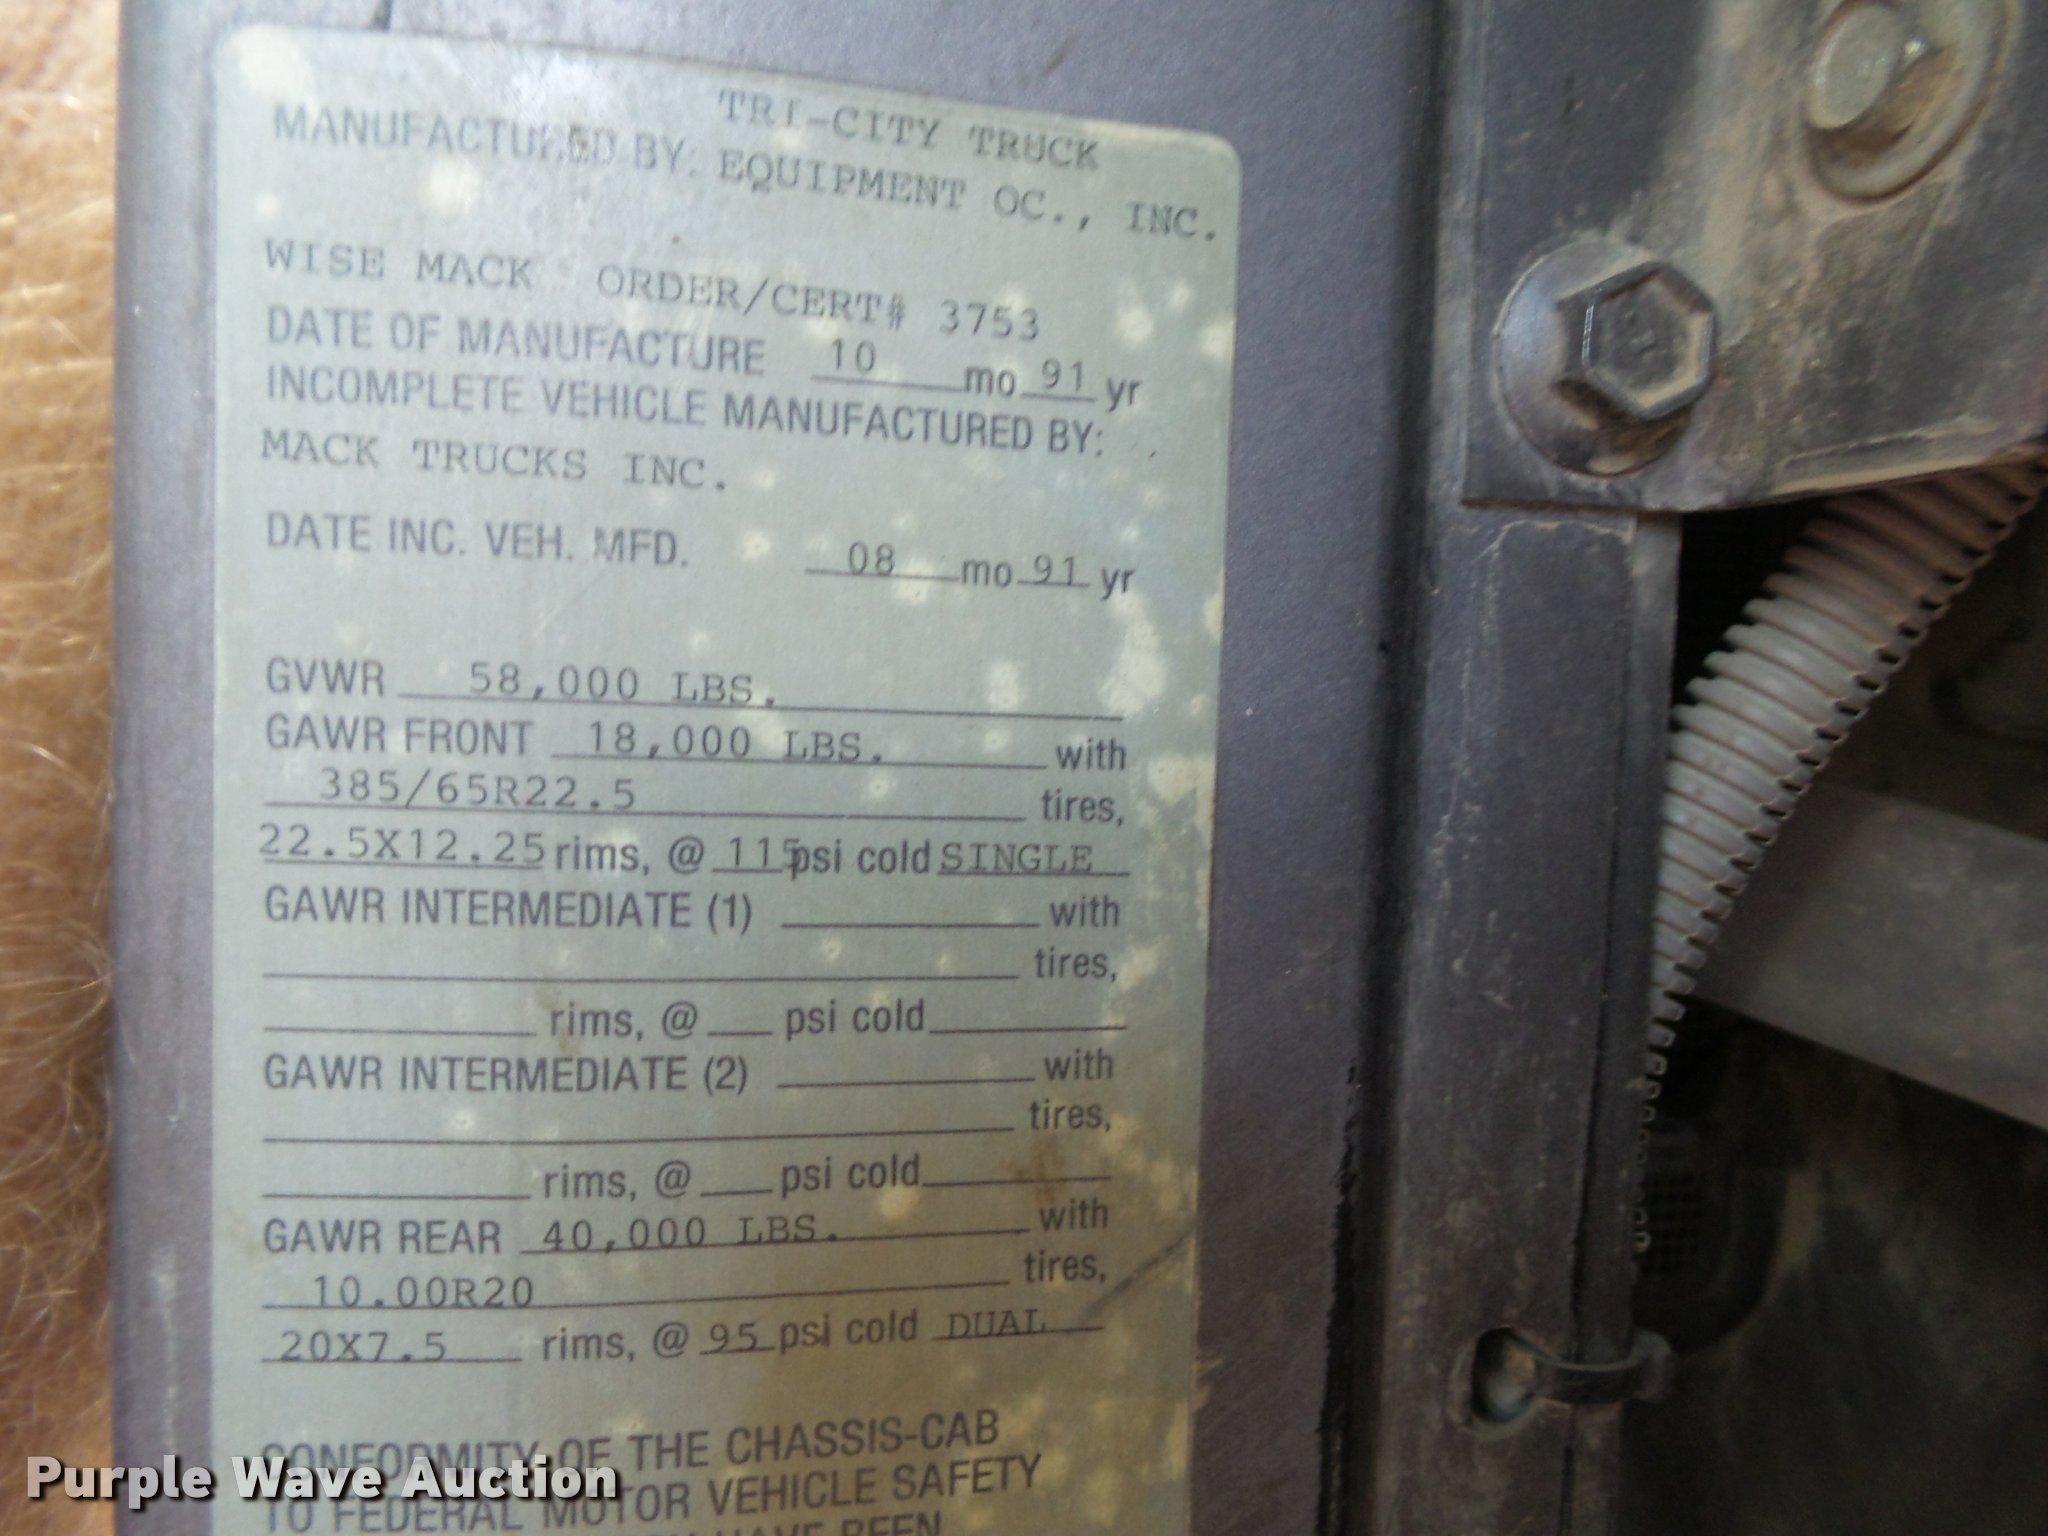 TRI-CITY TRUCK
MANUFACTURED BY: EQUIPMENT OC., INC.
WISE MACK ORDER/CERT# 3753
DATE OF MANUFACTURE 10 mo 91 yr
INCOMPLETE VEHICLE MANUFACTURED BY:
MACK TRUCKS INC.
DATE INC. VEH. MFD. 08 mo 91 yr
GVWR 58,000 LBS.
GAWR FRONT 18,000 LBS. with
385/65R22.5 tires,
22.5X12.25 rims, @ 115 psi cold SINGLE
GAWR INTERMEDIATE (1) with
tires,
rims, @ psi cold
GAWR INTERMEDIATE (2) with
tires,
rims, @ psi cold
GAWR REAR 40,000 LBS. with
10.00R20 tires,
20X7.5 rims, @ 95 psi cold DUAL
CONFORMITY OF THE CHASSIS-CAB
TO FEDERAL MOTOR VEHICLE SAFETY
HAVE BEEN
Purple Wave Auction